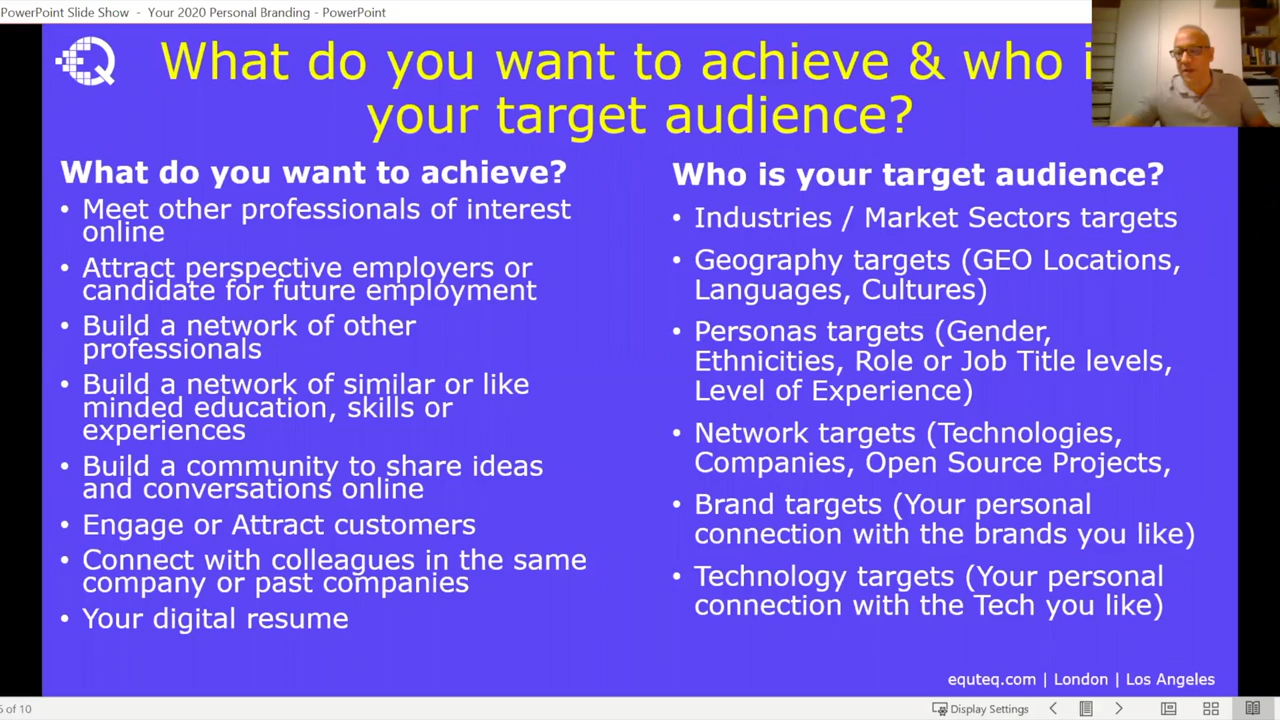 PowerPoint Slide Show - Your 2020 Personal Branding - PowerPoint
What do you want to achieve & who i
your target audience?
What do you want to achieve?
• Meet other professionals of interest
online
• Attract perspective employers or
candidate for future employment
• Build a network of other
professionals
• Build a network of similar or like
minded education, skills or
experiences
• Build a community to share ideas
and conversations online
• Engage or Attract customers
• Connect with colleagues in the same
company or past companies
• Your digital resume
Who is your target audience?
• Industries / Market Sectors targets
• Geography targets (GEO Locations,
Languages, Cultures)
• Personas targets (Gender,
Ethnicities, Role or Job Title levels,
Level of Experience)
• Network targets (Technologies,
Companies, Open Source Projects,
• Brand targets (Your personal
connection with the brands you like)
• Technology targets (Your personal
connection with the Tech you like)
equteq.com | London | Los Angeles
of 10
Display Settings